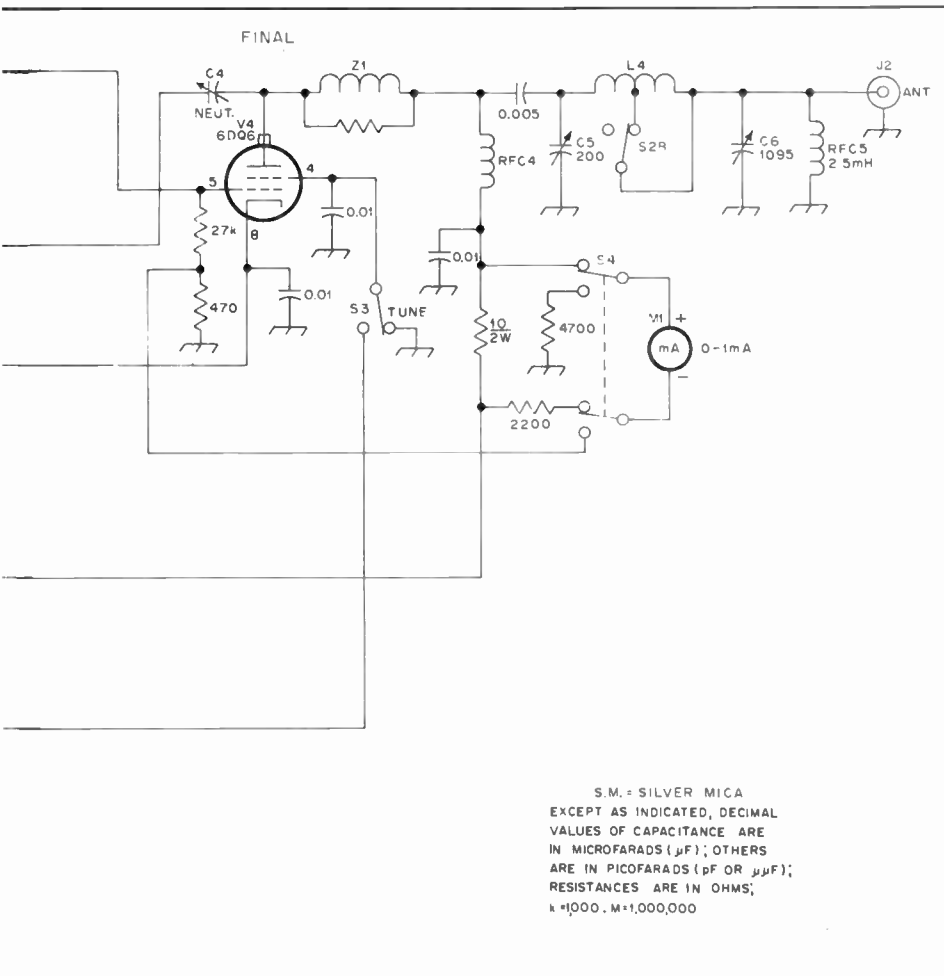 FINAL
C4
NEUT.
V4
6DQ6
Z1
0.005
L4
C5
200
S2R
C6
1095
J2
ANT
RFC5
2.5mH
RFC4
5
4
8
27k
470
0.01
0.01
0.01
S3
TUNE
10
2W
S4
4700
2200
M1
+
mA
0-1mA
-
S.M. = SILVER MICA
EXCEPT AS INDICATED, DECIMAL
VALUES OF CAPACITANCE ARE
IN MICROFARADS (µF); OTHERS
ARE IN PICOFARADS (pF OR µµF);
RESISTANCES ARE IN OHMS;
k=1,000. M=1,000,000